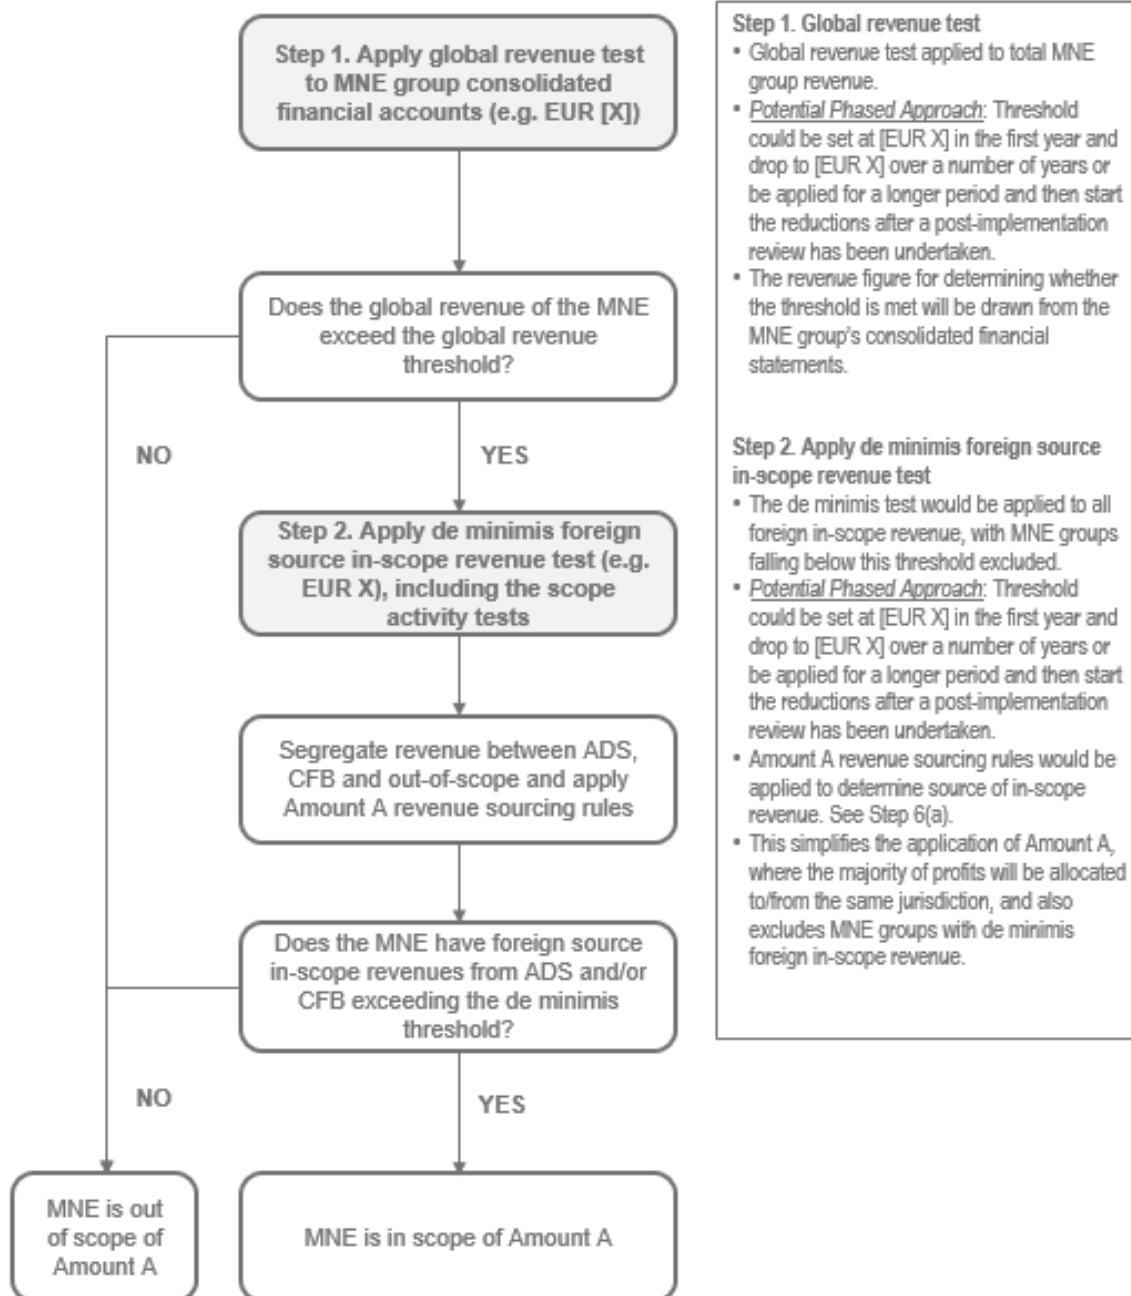 Step 1. Apply global revenue test
to MNE group consolidated
financial accounts (e.g. EUR [X])
Does the global revenue of the MNE
exceed the global revenue
threshold?
NO
YES
Step 2. Apply de minimis foreign
source in-scope revenue test (e.g.
EUR X), including the scope
activity tests
Segregate revenue between ADS,
CFB and out-of-scope and apply
Amount A revenue sourcing rules
Does the MNE have foreign source
in-scope revenues from ADS and/or
CFB exceeding the de minimis
threshold?
NO
YES
MNE is out
of scope of
Amount A
MNE is in scope of Amount A
Step 1. Global revenue test
• Global revenue test applied to total MNE
group revenue.
• Potential Phased Approach: Threshold
could be set at [EUR X] in the first year and
drop to [EUR X] over a number of years or
be applied for a longer period and then start
the reductions after a post-implementation
review has been undertaken.
• The revenue figure for determining whether
the threshold is met will be drawn from the
MNE group's consolidated financial
statements.
Step 2. Apply de minimis foreign source
in-scope revenue test
• The de minimis test would be applied to all
foreign in-scope revenue, with MNE groups
falling below this threshold excluded.
• Potential Phased Approach: Threshold
could be set at [EUR X] in the first year and
drop to [EUR X] over a number of years or
be applied for a longer period and then start
the reductions after a post-implementation
review has been undertaken.
• Amount A revenue sourcing rules would be
applied to determine source of in-scope
revenue. See Step 6(a).
• This simplifies the application of Amount A,
where the majority of profits will be allocated
to/from the same jurisdiction, and also
excludes MNE groups with de minimis
foreign in-scope revenue.